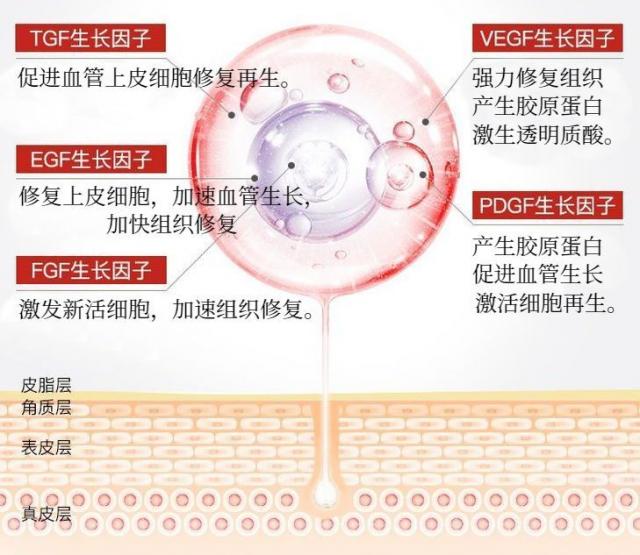 TGF生长因子
促进血管上皮细胞修复再生。
EGF生长因子
修复上皮细胞，加速血管生长，
加快组织修复
FGF生长因子
激发新活细胞，加速组织修复。
VEGF生长因子
强力修复组织
产生胶原蛋白
激生透明质酸。
PDGF生长因子
产生胶原蛋白
促进血管生长
激活细胞再生。
皮脂层
角质层
表皮层
真皮层